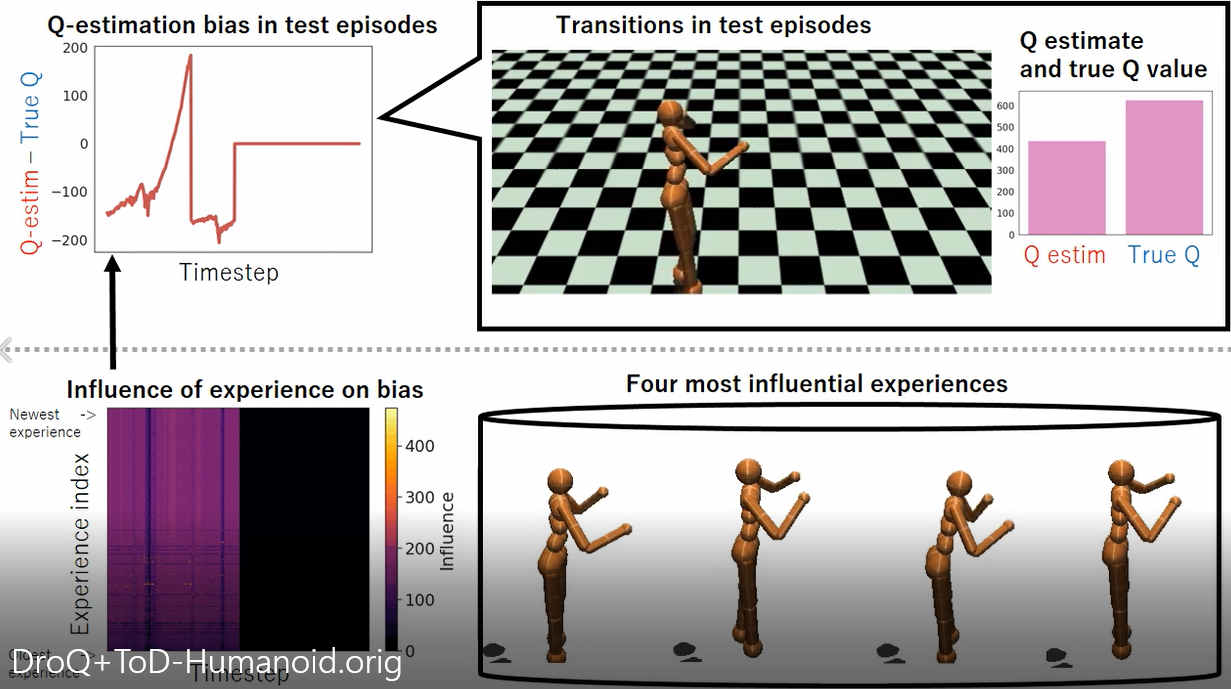 Q-estimation bias in test episodes
200
100
0
−100
−200
Q-estim − True Q
Timestep
Transitions in test episodes
Q estimate
and true Q value
600
500
400
300
200
100
0
Q estim
True Q
Influence of experience on bias
Newest ->
experience
Experience index
Oldest ->
experience
Timestep
400
300
200
100
0
Influence
Four most influential experiences
DroQ+ToD-Humanoid.orig